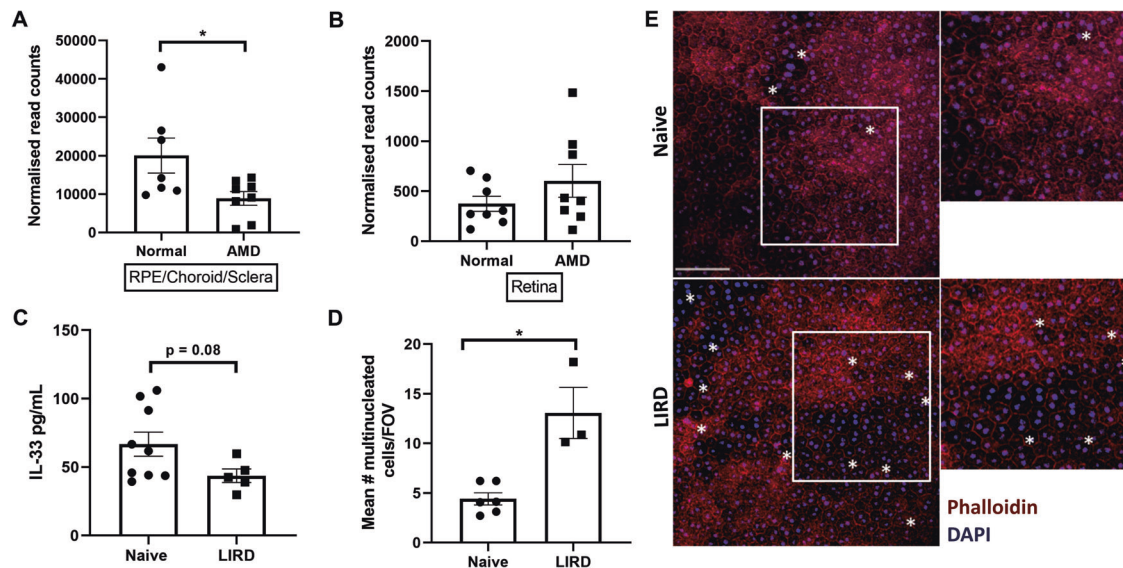 A
Normalised read counts
50000
40000
30000
20000
10000
0
*
Normal
AMD
RPE/Choroid/Sclera
B
Normalised read counts
2000
1500
1000
500
0
Normal
AMD
Retina
C
IL-33 pg/mL
150
100
50
0
p = 0.08
Naive
LIRD
D
Mean # multinucleated
cells/FOV
20
15
10
5
0
*
Naive
LIRD
E
Naive
LIRD
Phalloidin
DAPI